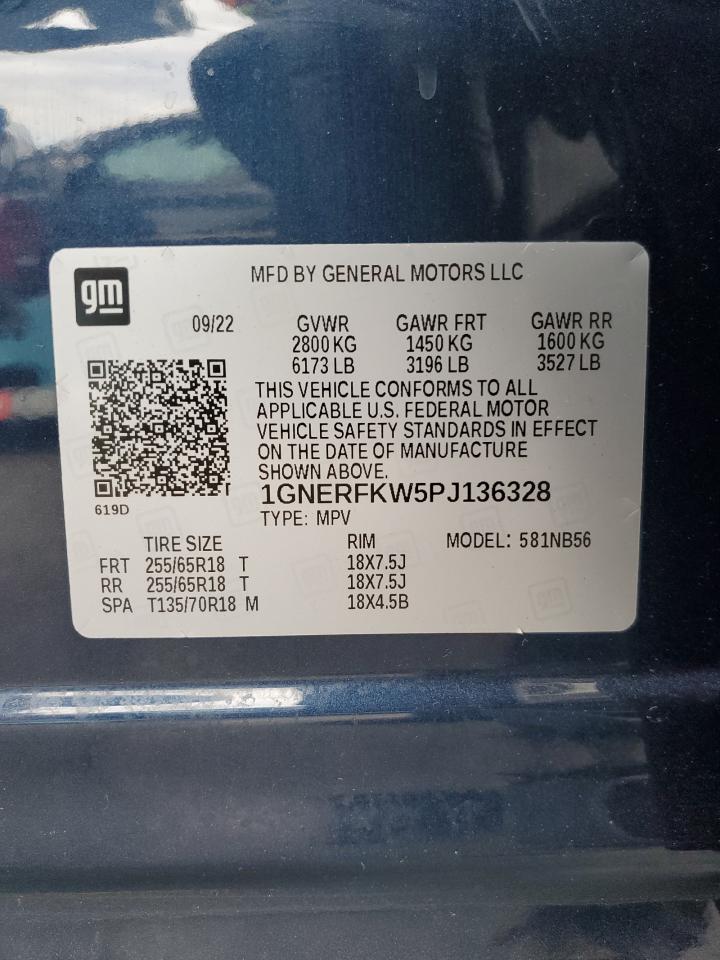 gm
MFD BY GENERAL MOTORS LLC
09/22 GVWR GAWR FRT GAWR RR
2800 KG 1450 KG 1600 KG
6173 LB 3196 LB 3527 LB
THIS VEHICLE CONFORMS TO ALL
APPLICABLE U.S. FEDERAL MOTOR
VEHICLE SAFETY STANDARDS IN EFFECT
ON THE DATE OF MANUFACTURE
SHOWN ABOVE.
1GNERFKW5PJ136328
619D
TYPE: MPV
TIRE SIZE RIM MODEL: 581NB56
FRT 255/65R18 T 18X7.5J
RR 255/65R18 T 18X7.5J
SPA T135/70R18 M 18X4.5B